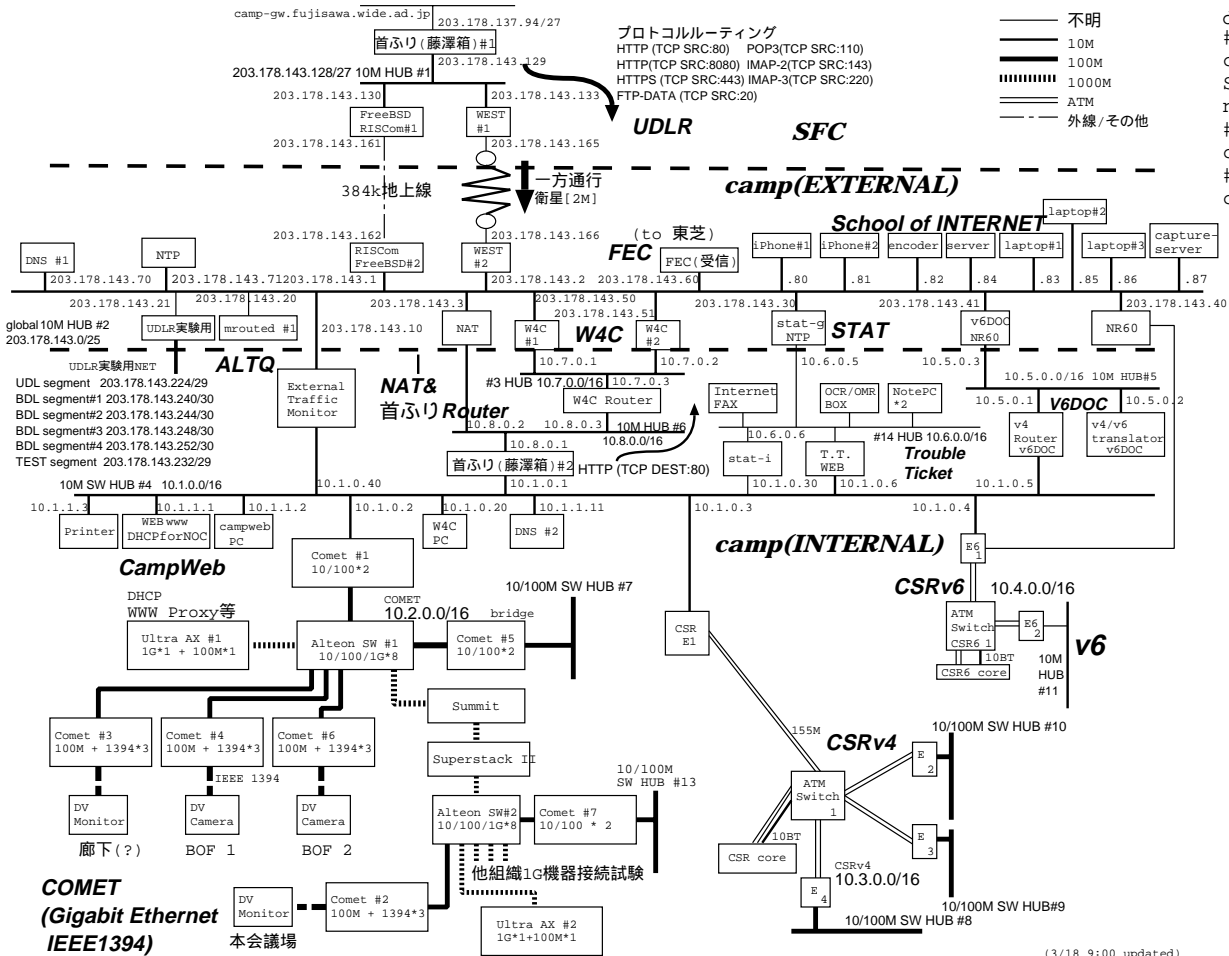 camp-gw.fujisawa.wide.ad.jp
203.178.137.94/27
首ふり(藤澤箱)#1
203.178.143.129
203.178.143.128/27 10M HUB #1
プロトコルルーティング
HTTP (TCP SRC:80) POP3(TCP SRC:110)
HTTP(TCP SRC:8080) IMAP-2(TCP SRC:143)
HTTPS (TCP SRC:443) IMAP-3(TCP SRC:220)
FTP-DATA (TCP SRC:20)
不明
10M
100M
1000M
ATM
外線/その他
203.178.143.130
203.178.143.133
FreeBSD
RISCom#1
WEST
#1
UDLR
SFC
203.178.143.161
203.178.143.165
384k地上線
一方通行
衛星[2M]
camp(EXTERNAL)
203.178.143.162
203.178.143.166
(to 東芝)
School of INTERNET
laptop#2
DNS #1
NTP
RISCom
FreeBSD#2
WEST
#2
FEC
FEC(受信)
iPhone#1
iPhone#2
encoder
server
laptop#1
laptop#3
capture-
server
203.178.143.70
203.178.143.71
203.178.143.1
203.178.143.2
203.178.143.60
.80
.81
.82
.84
.83
.85
.86
.87
203.178.143.21
203.178.143.20
203.178.143.3
203.178.143.50
203.178.143.51
203.178.143.30
203.178.143.41
203.178.143.40
global10M HUB #2
203.178.143.0/25
UDLR実験用
mrouted #1
203.178.143.10
NAT
W4C
#1
W4C
W4C
#2
stat-g
NTP
STAT
v6DOC
NR60
NR60
UDLR実験用NET
UDL segment 203.178.143.224/29
BDL segment#1 203.178.143.240/30
BDL segment#2 203.178.143.244/30
BDL segment#3 203.178.143.248/30
BDL segment#4 203.178.143.252/30
TEST segment 203.178.143.232/29
ALTQ
External
Traffic
Monitor
NAT&
首ふりRouter
10.7.0.1
10.7.0.2
#3 HUB 10.7.0.0/16
10.7.0.3
W4C Router
10.6.0.5
10.5.0.3
10.5.0.0/16 10M HUB#5
10.5.0.1
V6DOC
10.5.0.2
Internet
FAX
OCR/OMR
BOX
NotePC
*2
10.8.0.2
10.8.0.3
10M HUB #6
10.8.0.0/16
10.8.0.1
10.6.0.6
#14 HUB 10.6.0.0/16
首ふり(藤澤箱)#2
HTTP (TCP DEST:80)
stat-i
T.T.
WEB
Trouble
Ticket
v4
Router
v6DOC
v4/v6
translator
v6DOC
10M SW HUB #4 10.1.0.0/16
10.1.0.40
10.1.0.1
10.1.0.30
10.1.0.6
10.1.0.5
10.1.1.3
10.1.1.1
10.1.1.2
10.1.0.2
10.1.0.20
10.1.1.11
10.1.0.3
10.1.0.4
Printer
WEB www
DHCPforNOC
campweb
PC
W4C
PC
DNS #2
camp(INTERNAL)
E6
1
CampWeb
Comet #1
10/100*2
10/100M SW HUB #7
CSRv6
10.4.0.0/16
DHCP
WWW Proxy等
COMET
10.2.0.0/16
bridge
Ultra AX #1
1G*1 + 100M*1
Alteon SW #1
10/100/1G*8
Comet #5
10/100*2
CSR
E1
ATM
Switch
CSR6 1
E6
2
v6
10BT
CSR6 core
10M
HUB
#11
Summit
Comet #3
100M + 1394*3
Comet #4
100M + 1394*3
Comet #6
100M + 1394*3
Superstack II
155M
CSRv4
10/100M SW HUB #10
IEEE 1394
10/100M
SW HUB #13
E
2
DV
Monitor
DV
Camera
DV
Camera
Alteon SW#2
10/100/1G*8
Comet #7
10/100 * 2
ATM
Switch
1
廊下(?)
BOF 1
BOF 2
10BT
CSR core
E
3
他組織1G機器接続試験
CSRv4
10.3.0.0/16
COMET
(Gigabit Ethernet
IEEE1394)
DV
Monitor
Comet #2
100M + 1394*3
E
4
10/100M SW HUB#9
本会議場
Ultra AX #2
1G*1+100M*1
10/100M SW HUB #8
(3/18 9:00 updated)